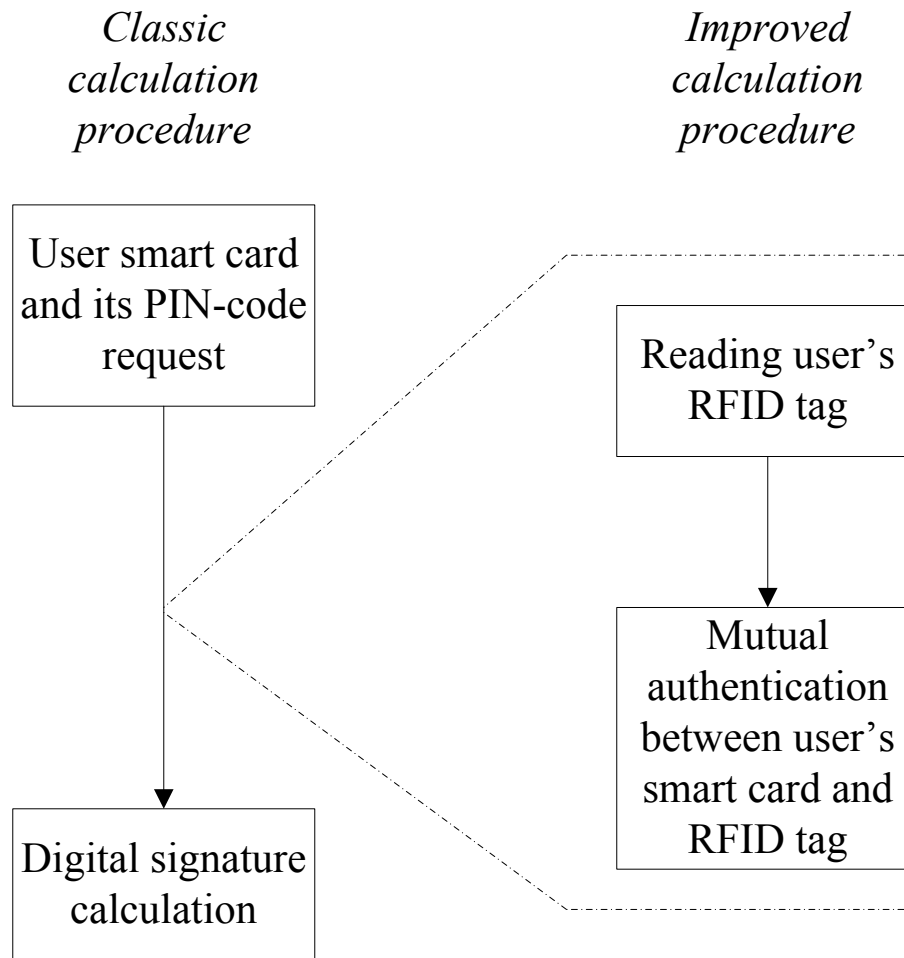 Classic
calculation
procedure
Improved
calculation
procedure
User smart card
and its PIN-code
request
Reading user’s
RFID tag
Mutual
authentication
between user’s
smart card and
RFID tag
Digital signature
calculation